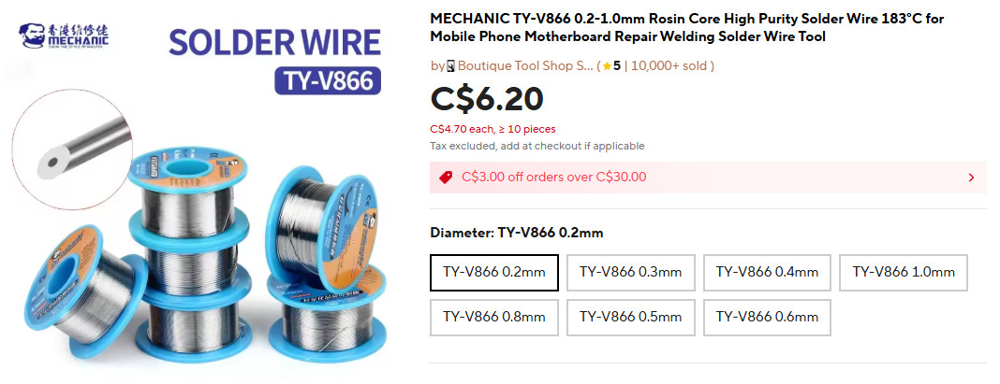 香港维修佬
MECHANIC
SOLDER WIRE
TY-V866
MECHANIC TY-V866 0.2-1.0mm Rosin Core High Purity Solder Wire 183°C for
Mobile Phone Motherboard Repair Welding Solder Wire Tool
by Boutique Tool Shop S... ( 5 | 10,000+ sold )
C$6.20
C$4.70 each, ≥ 10 pieces
Tax excluded, add at checkout if applicable
C$3.00 off orders over C$30.00
Diameter: TY-V866 0.2mm
TY-V866 0.2mm
TY-V866 0.3mm
TY-V866 0.4mm
TY-V866 1.0mm
TY-V866 0.8mm
TY-V866 0.5mm
TY-V866 0.6mm